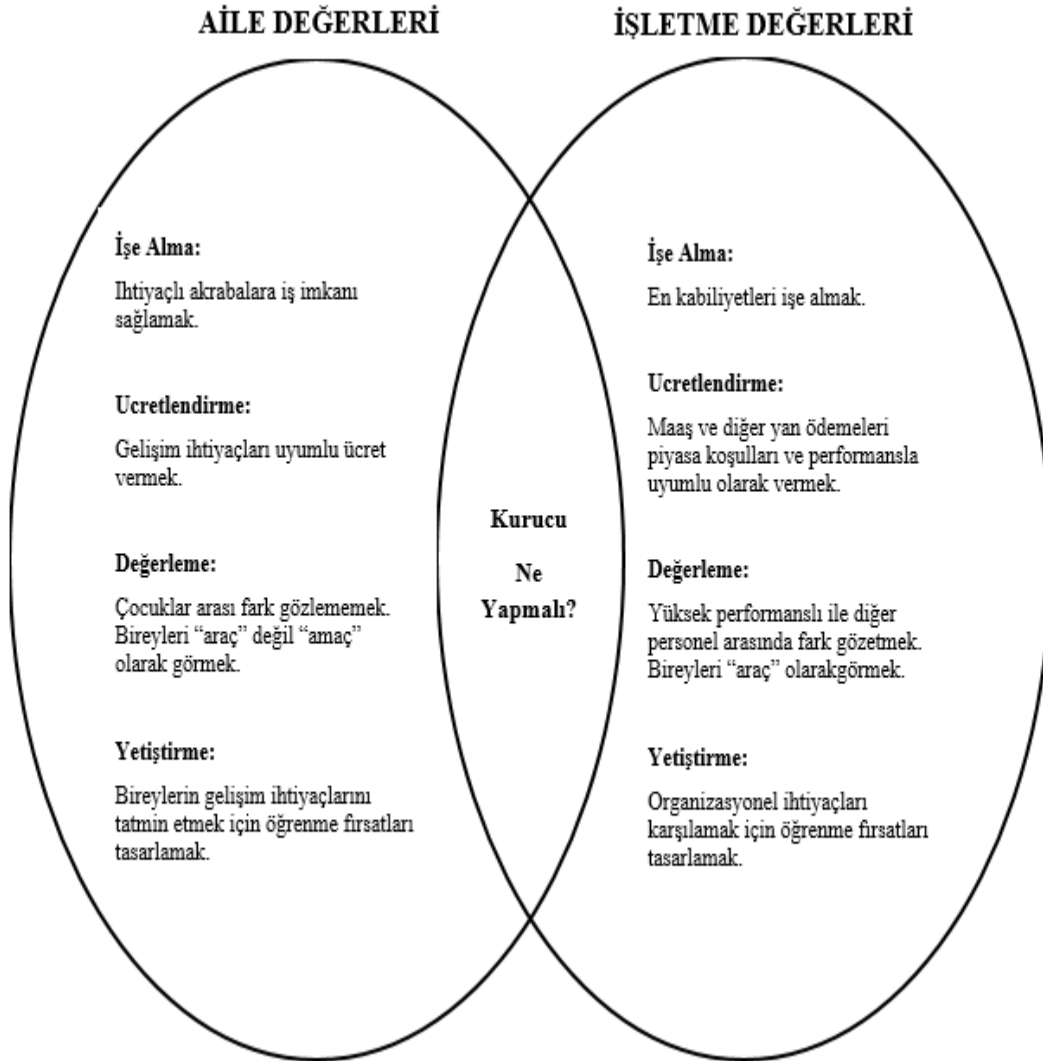 AİLE DEĞERLERİ
İŞLETME DEĞERLERİ
İşe Alma:
Ihtiyaçlı akrabalara iş imkanı
sağlamak.
Ucretlendirme:
Gelişim ihtiyaçları uyumlu ücret
vermek.
Değerleme:
Çocuklar arası fark gözlememek.
Bireyleri “araç” değil “amaç”
olarak görmek.
Yetiştirme:
Bireylerin gelişim ihtiyaçlarını
tatmin etmek için öğrenme fırsatları
tasarlamak.
Kurucu
Ne
Yapmalı?
İşe Alma:
En kabiliyetleri işe almak.
Ucretlendirme:
Maaş ve diğer yan ödemeleri
piyasa koşulları ve performansla
uyumlu olarak vermek.
Değerleme:
Yüksek performanslı ile diğer
personel arasında fark gözetmek.
Bireyleri “araç” olarakgörmek.
Yetiştirme:
Organizasyonel ihtiyaçları
karşılamak için öğrenme fırsatları
tasarlamak.